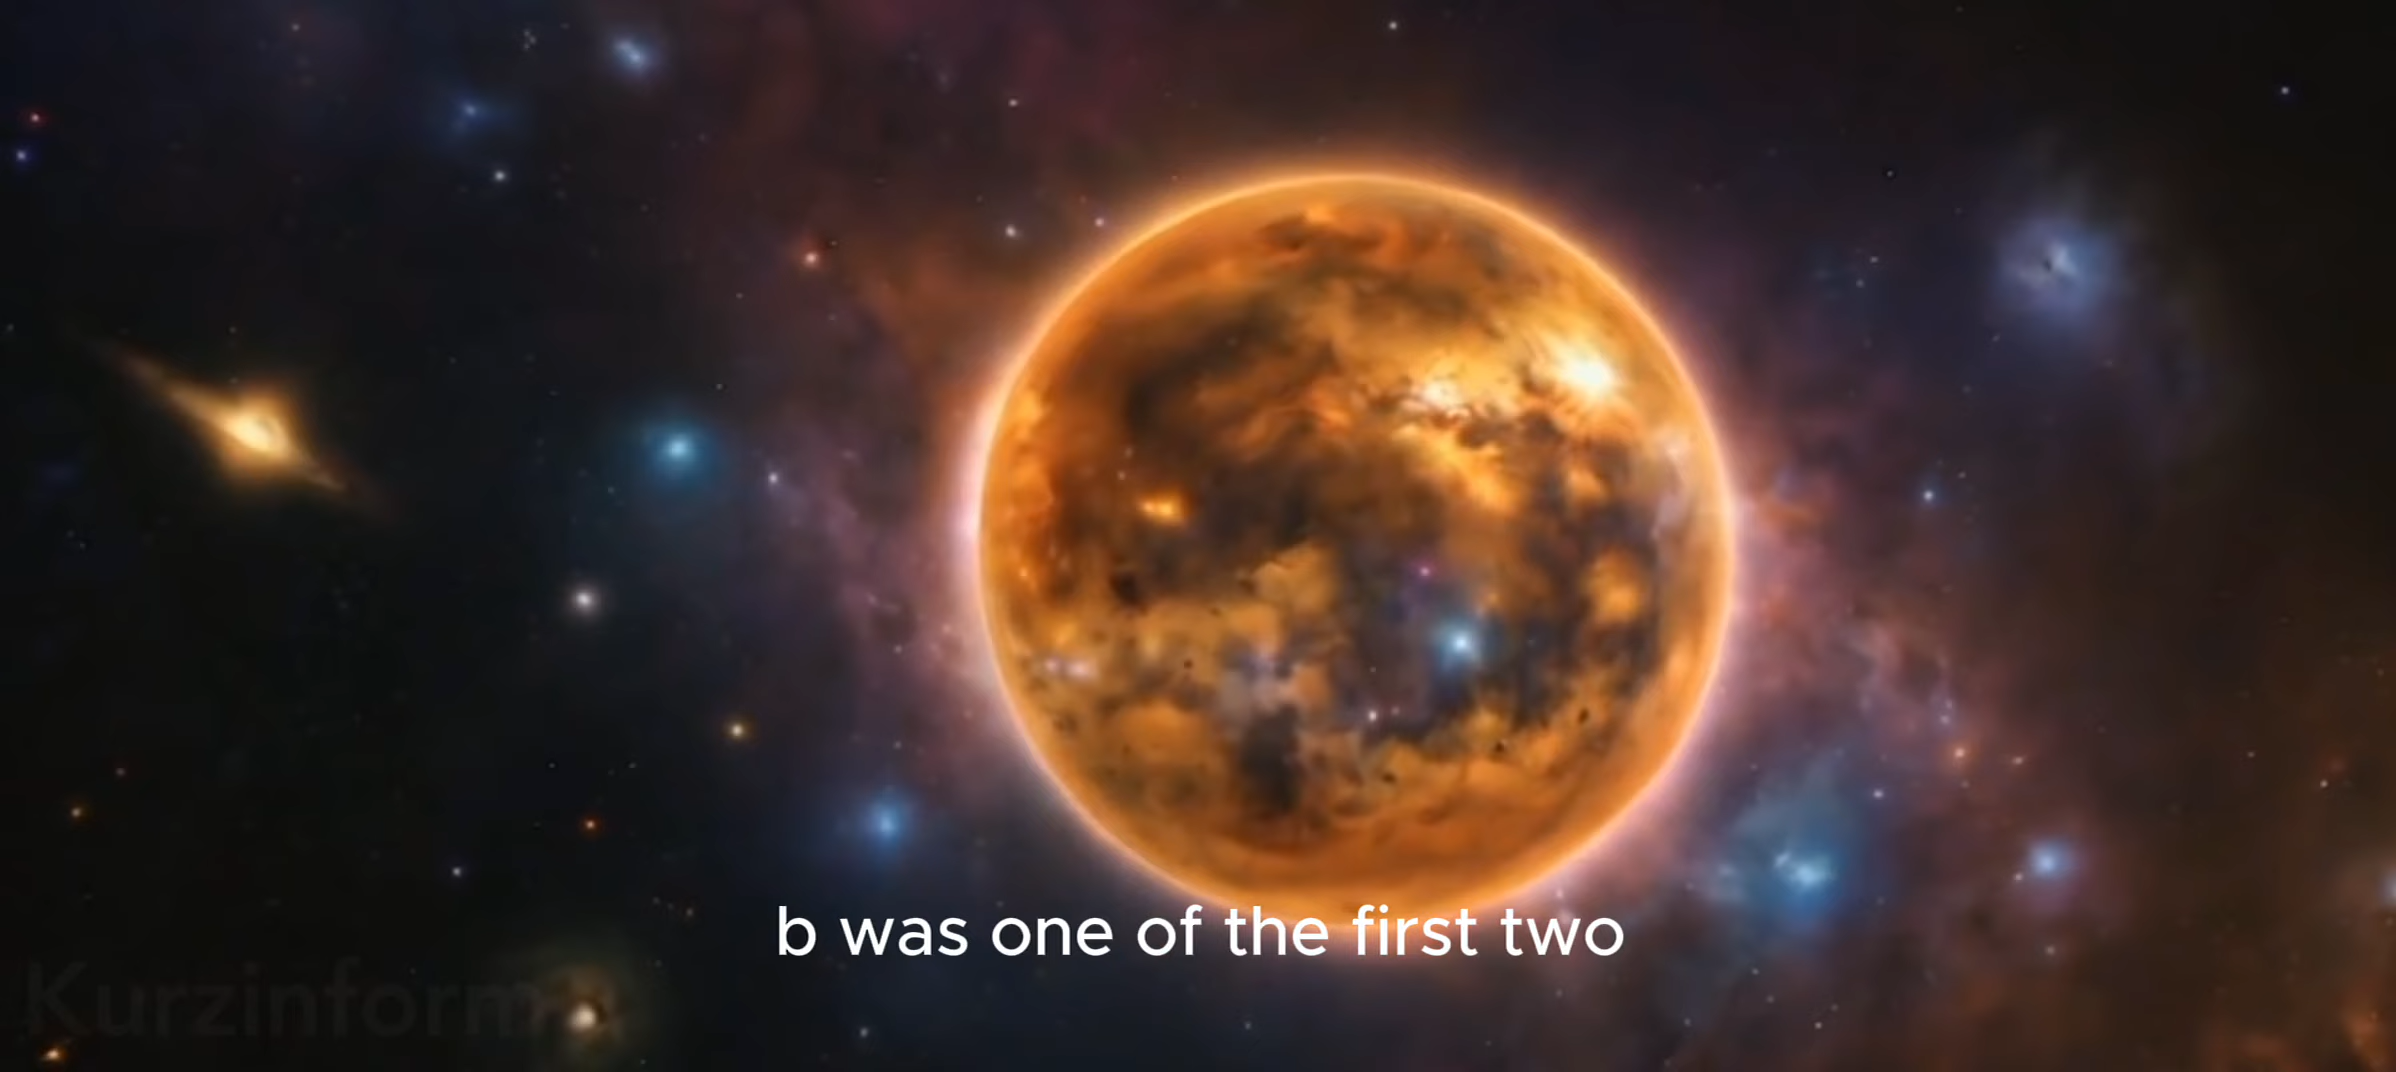 b was one of the first two
Kurzinform